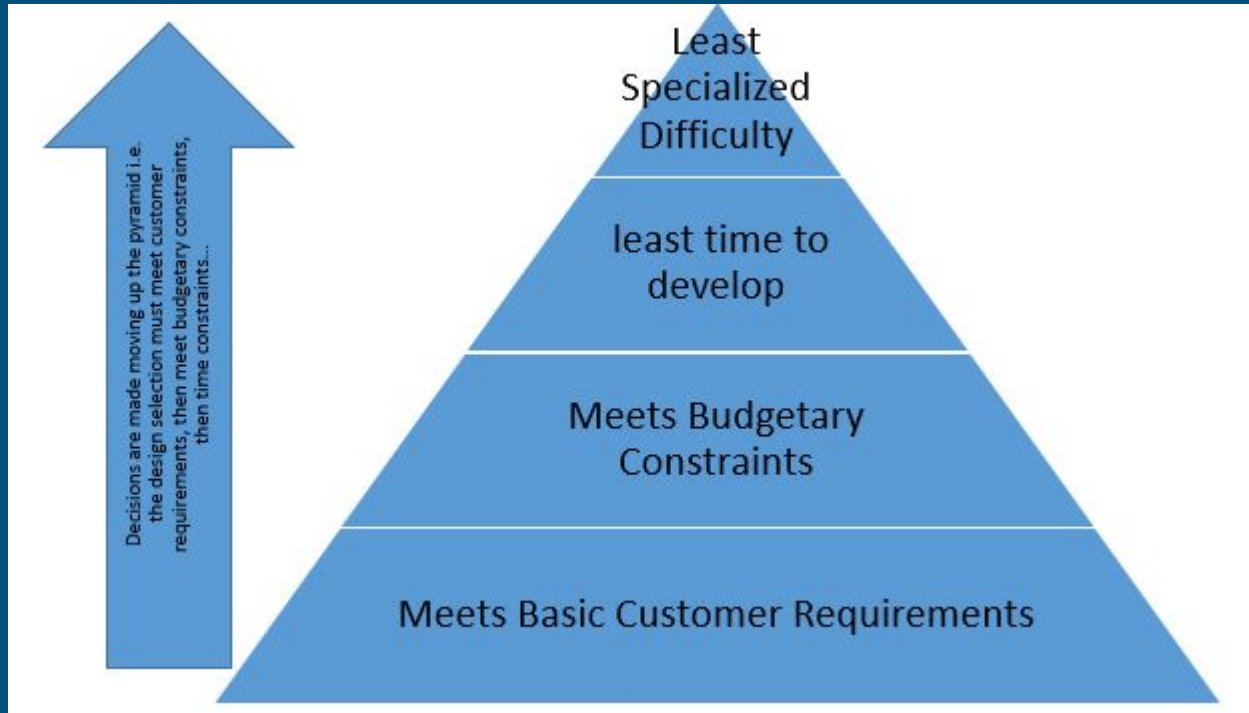 Decisions are made moving up the pyramid i.e.
the design selection must meet customer
requirements, then meet budgetary constraints,
then time constraints...
Least
Specialized
Difficulty
least time to
develop
Meets Budgetary
Constraints
Meets Basic Customer Requirements